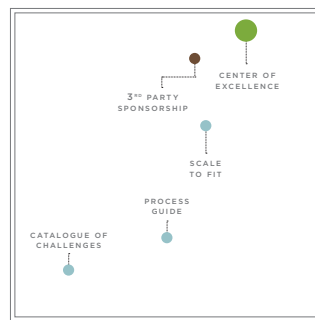 CENTER OF
EXCELLENCE
3RD PARTY
SPONSORSHIP
SCALE
TO FIT
PROCESS
GUIDE
CATALOGUE OF
CHALLENGES